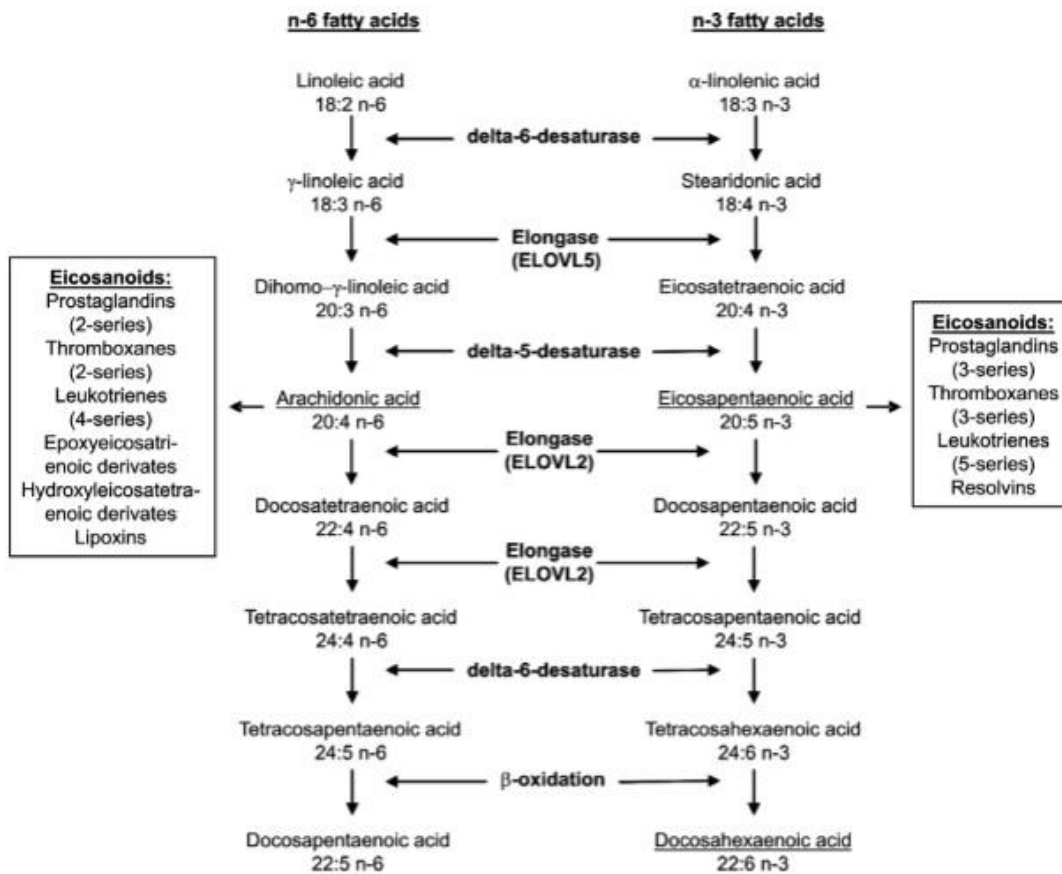 n-6 fatty acids
n-3 fatty acids
Linoleic acid
18:2 n-6
α-linolenic acid
18:3 n-3
delta-6-desaturase
γ-linoleic acid
18:3 n-6
Stearidonic acid
18:4 n-3
Elongase
(ELOVL5)
Dihomo–γ-linoleic acid
20:3 n-6
Eicosatetraenoic acid
20:4 n-3
delta-5-desaturase
Arachidonic acid
20:4 n-6
Eicosapentaenoic acid
20:5 n-3
Elongase
(ELOVL2)
Docosatetraenoic acid
22:4 n-6
Docosapentaenoic acid
22:5 n-3
Elongase
(ELOVL2)
Tetracosatetraenoic acid
24:4 n-6
Tetracosapentaenoic acid
24:5 n-3
delta-6-desaturase
Tetracosapentaenoic acid
24:5 n-6
Tetracosahexaenoic acid
24:6 n-3
β-oxidation
Docosapentaenoic acid
22:5 n-6
Docosahexaenoic acid
22:6 n-3
Eicosanoids:
Prostaglandins
(2-series)
Thromboxanes
(2-series)
Leukotrienes
(4-series)
Epoxyeicosatri-
enoic derivates
Hydroxyleicosatetra-
enoic derivates
Lipoxins
Eicosanoids:
Prostaglandins
(3-series)
Thromboxanes
(3-series)
Leukotrienes
(5-series)
Resolvins